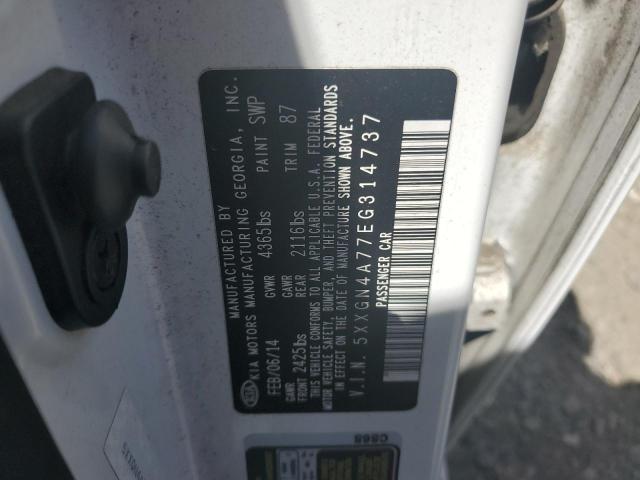 KIA
MANUFACTURED BY
KIA MOTORS MANUFACTURING GEORGIA, INC.
FEB/06/14 GVWR 4365lbs PAINT SWP
GAWR FRONT 2425lbs GAWR REAR 2116lbs TRIM 87
THIS VEHICLE CONFORMS TO ALL APPLICABLE U.S.A. FEDERAL
MOTOR VEHICLE SAFETY, BUMPER, AND THEFT PREVENTION STANDARDS
IN EFFECT ON THE DATE OF MANUFACTURE SHOWN ABOVE.
V.I.N. 5XXGN4A77EG314737
PASSENGER CAR
C565